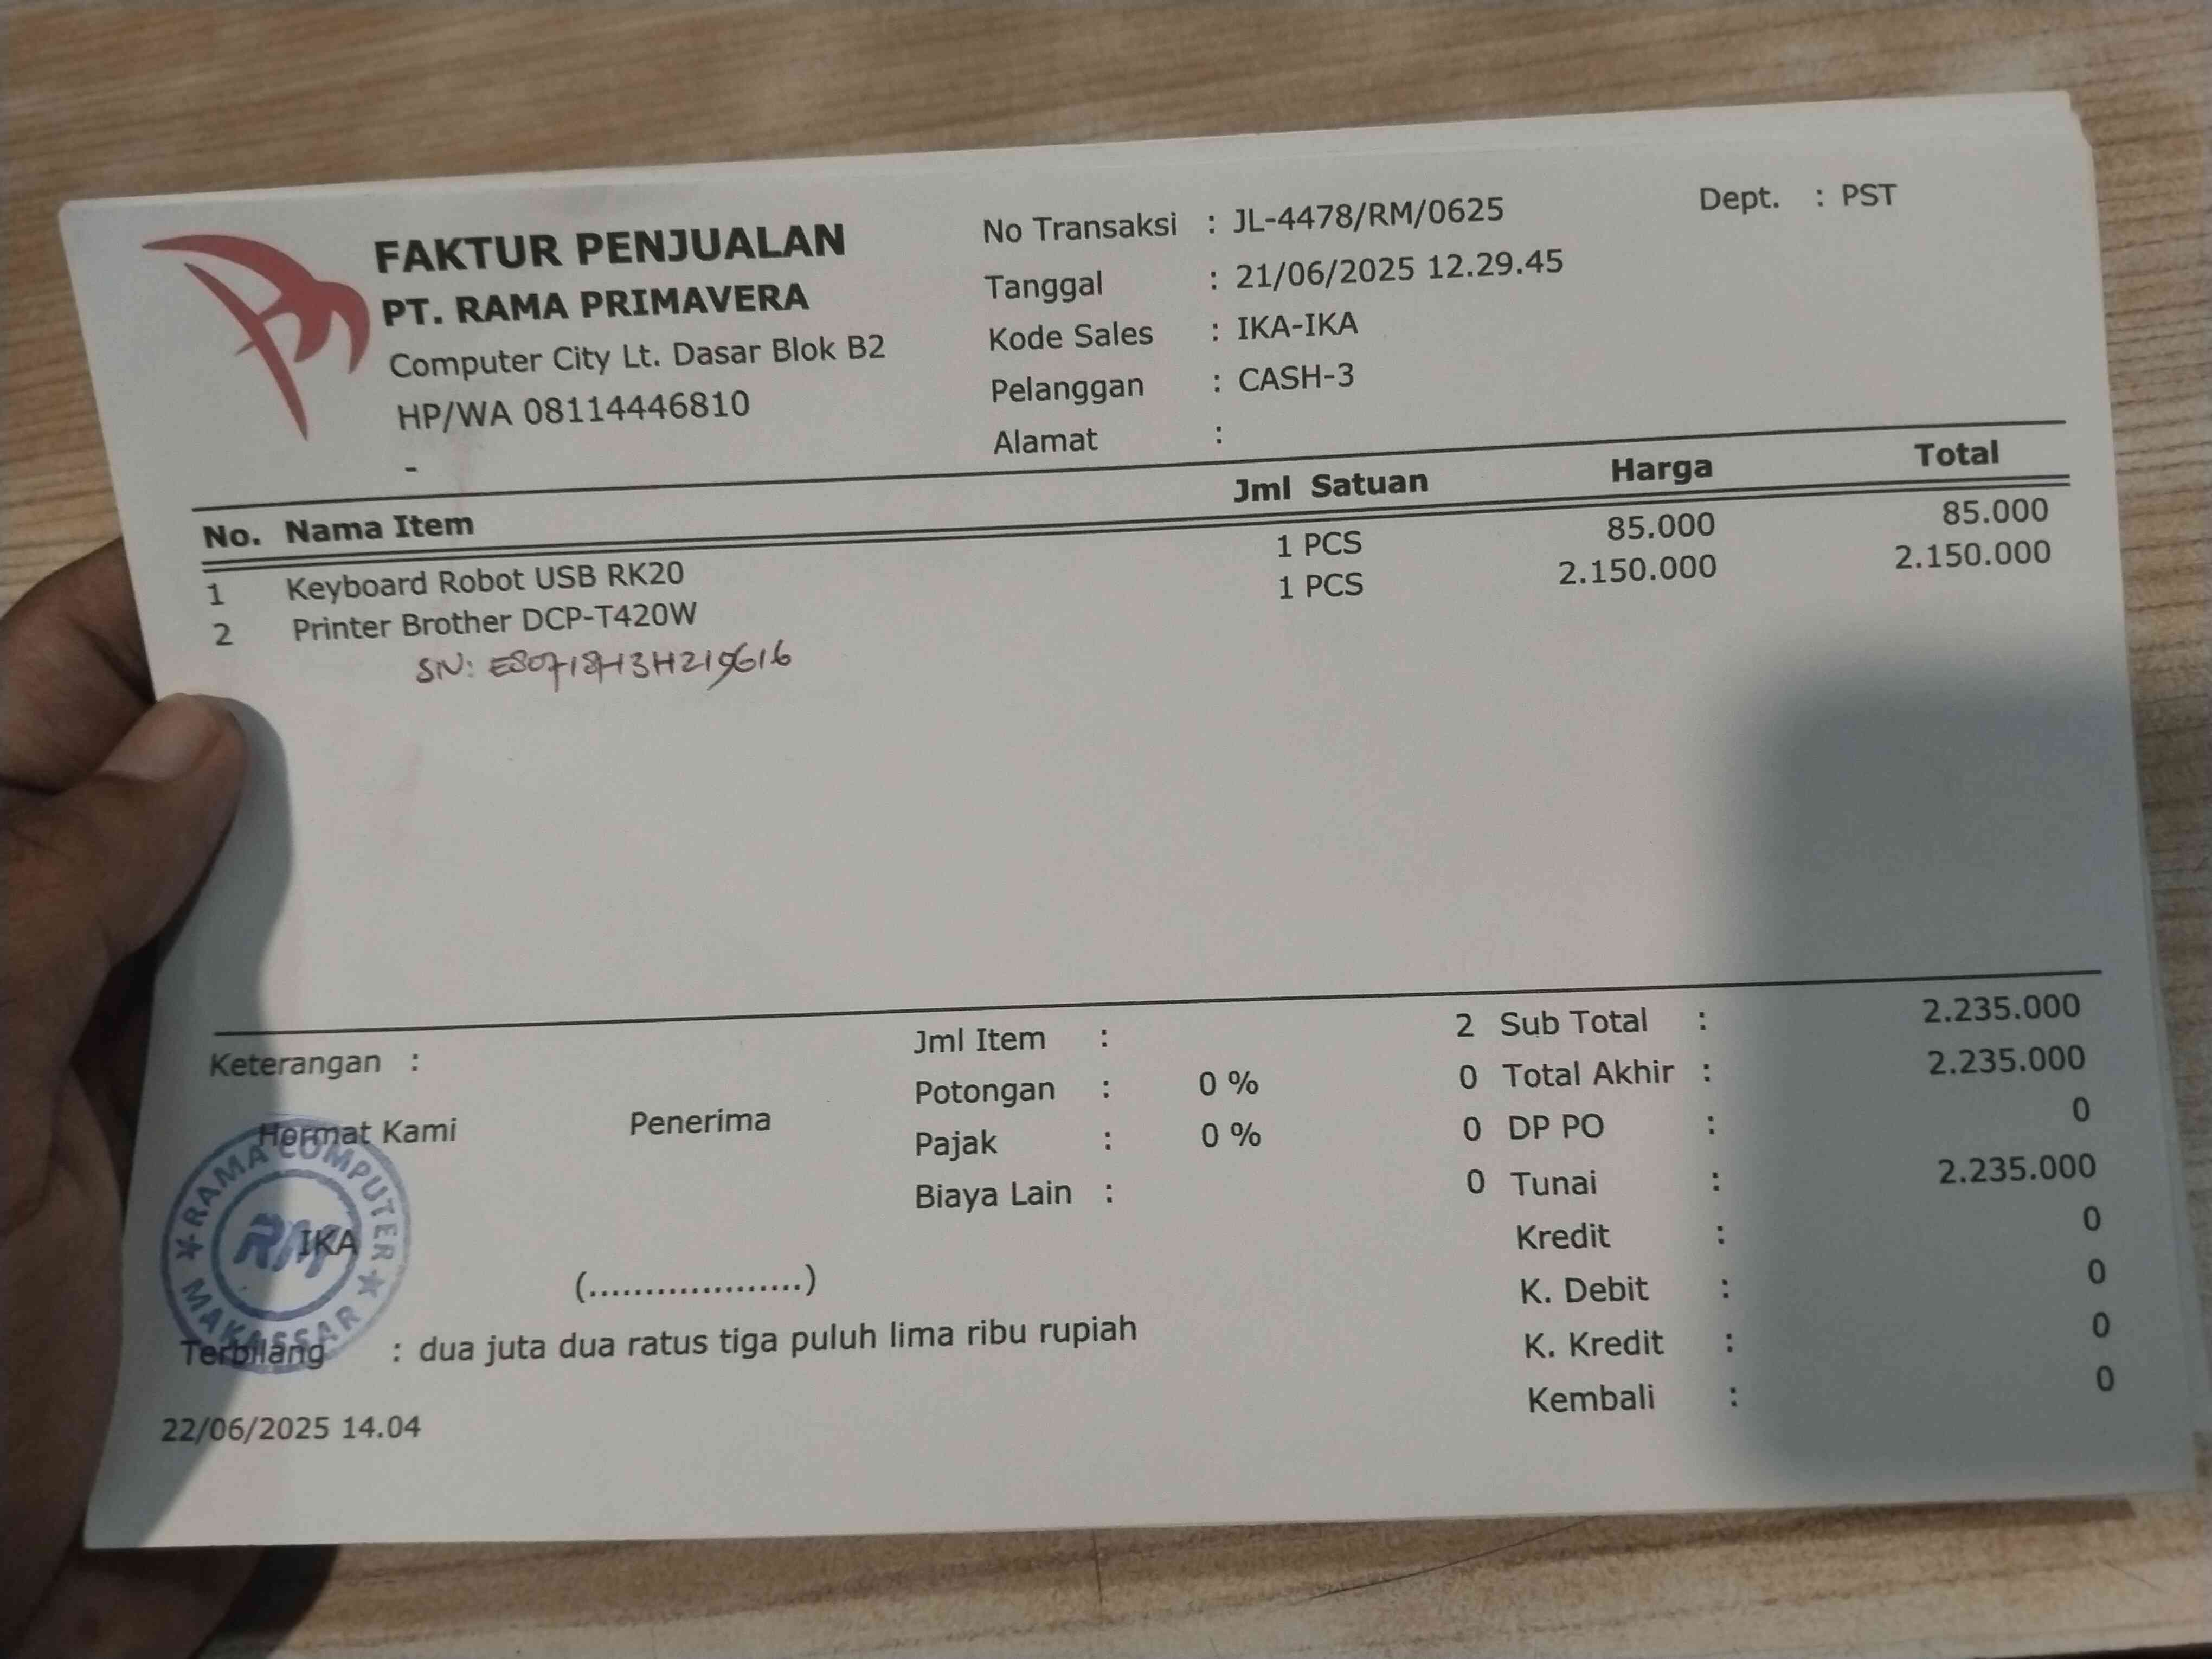 FAKTUR PENJUALAN
PT. RAMA PRIMAVERA
Computer City Lt. Dasar Blok B2
HP/WA 08114446810
-
No Transaksi : JL-4478/RM/0625
Dept. : PST
Tanggal : 21/06/2025 12.29.45
Kode Sales : IKA-IKA
Pelanggan : CASH-3
Alamat :
No. Nama Item Jml Satuan Harga Total
1 Keyboard Robot USB RK20 1 PCS 85.000 85.000
2 Printer Brother DCP-T420W 1 PCS 2.150.000 2.150.000
SN:
Keterangan :
Jml Item : 2 Sub Total : 2.235.000
Potongan : 0 % 0 Total Akhir : 2.235.000
Pajak : 0 % 0 DP PO : 0
Biaya Lain : 0 Tunai : 2.235.000
Kredit : 0
K. Debit : 0
K. Kredit : 0
Kembali : 0
Hormat Kami Penerima
RAMA COMPUTER
RM
MAKASSAR
IKA
(...................)
Terbilang : dua juta dua ratus tiga puluh lima ribu rupiah
22/06/2025 14.04